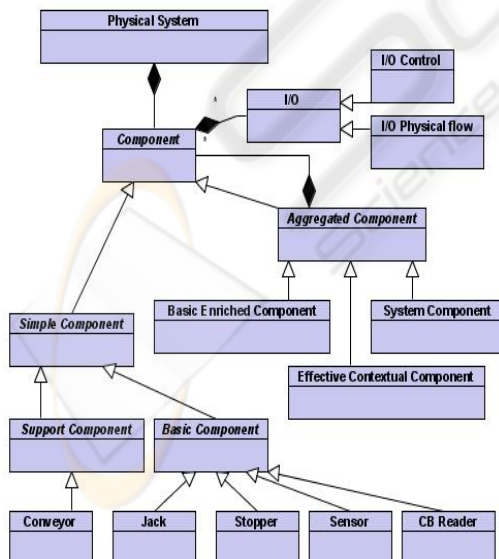 Physical System
I/O Control
I/O
*
I/O Physical flow
Component
*
Aggregated Component
Basic Enriched Component
System Component
Simple Component
Effective Contextual Component
Support Component
Basic Component
Conveyor
Jack
Stopper
Sensor
CB Reader